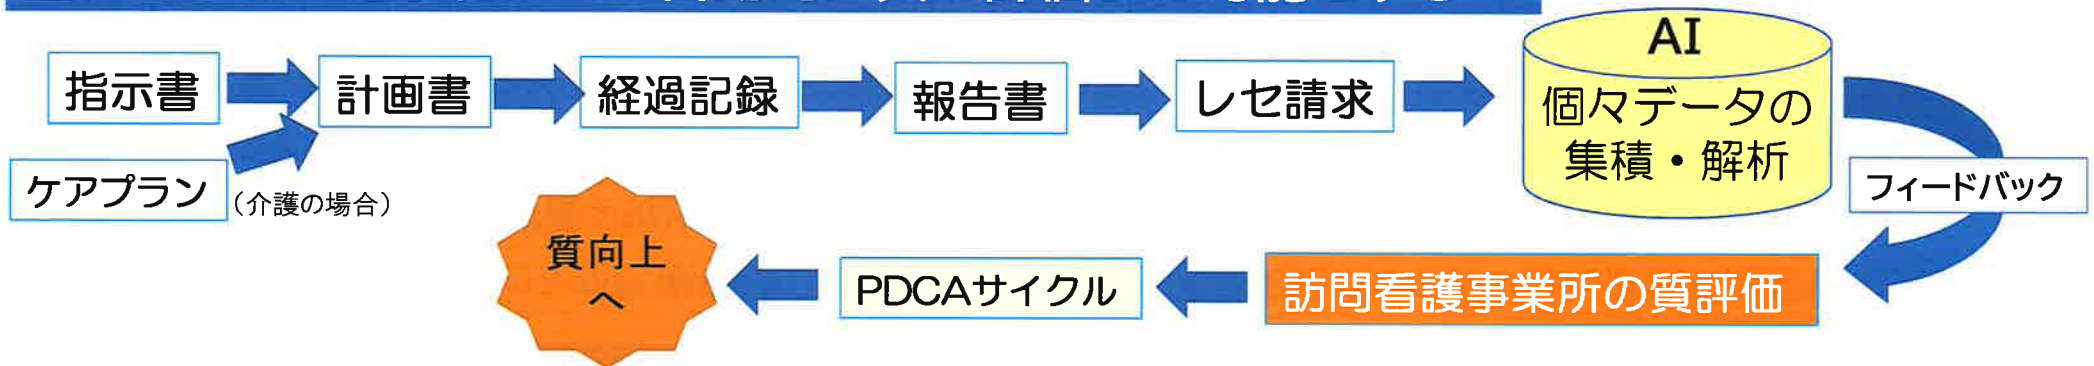 指示書
計画書
経過記録
報告書
レセ請求
AI
個々データの
集積・解析
ケアプラン
(介護の場合)
フィードバック
質向上
へ
PDCAサイクル
訪問看護事業所の質評価